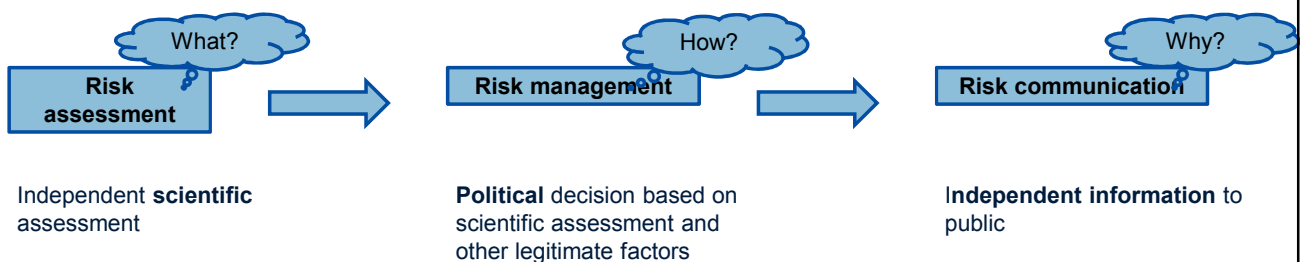 What?
Risk
assessment
How?
Risk management
Why?
Risk communication
Independent scientific
assessment
Political decision based on
scientific assessment and
other legitimate factors
Independent information to
public